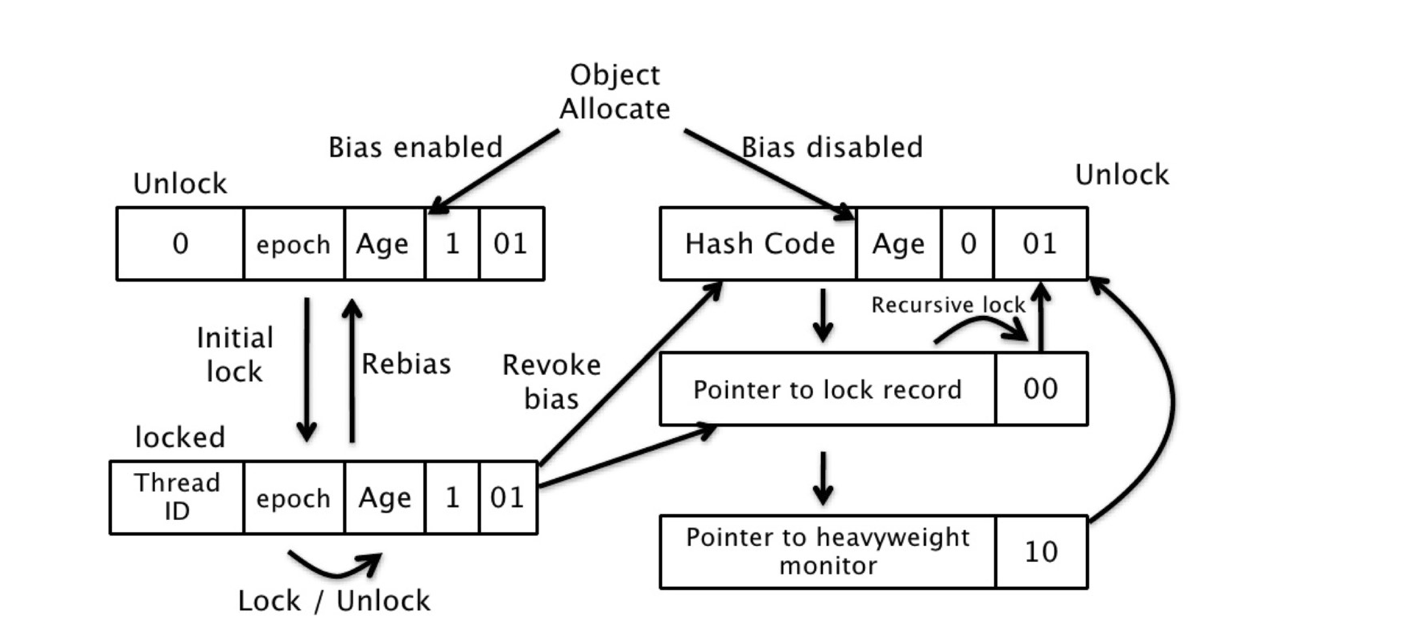 Object
Allocate
Bias enabled
Bias disabled
Unlock
Unlock
0 epoch Age 1 01
Hash Code Age 0 01
Recursive lock
Initial
lock
Rebias
Revoke
bias
Pointer to lock record 00
locked
Thread
ID
epoch Age 1 01
Pointer to heavyweight
monitor
10
Lock / Unlock